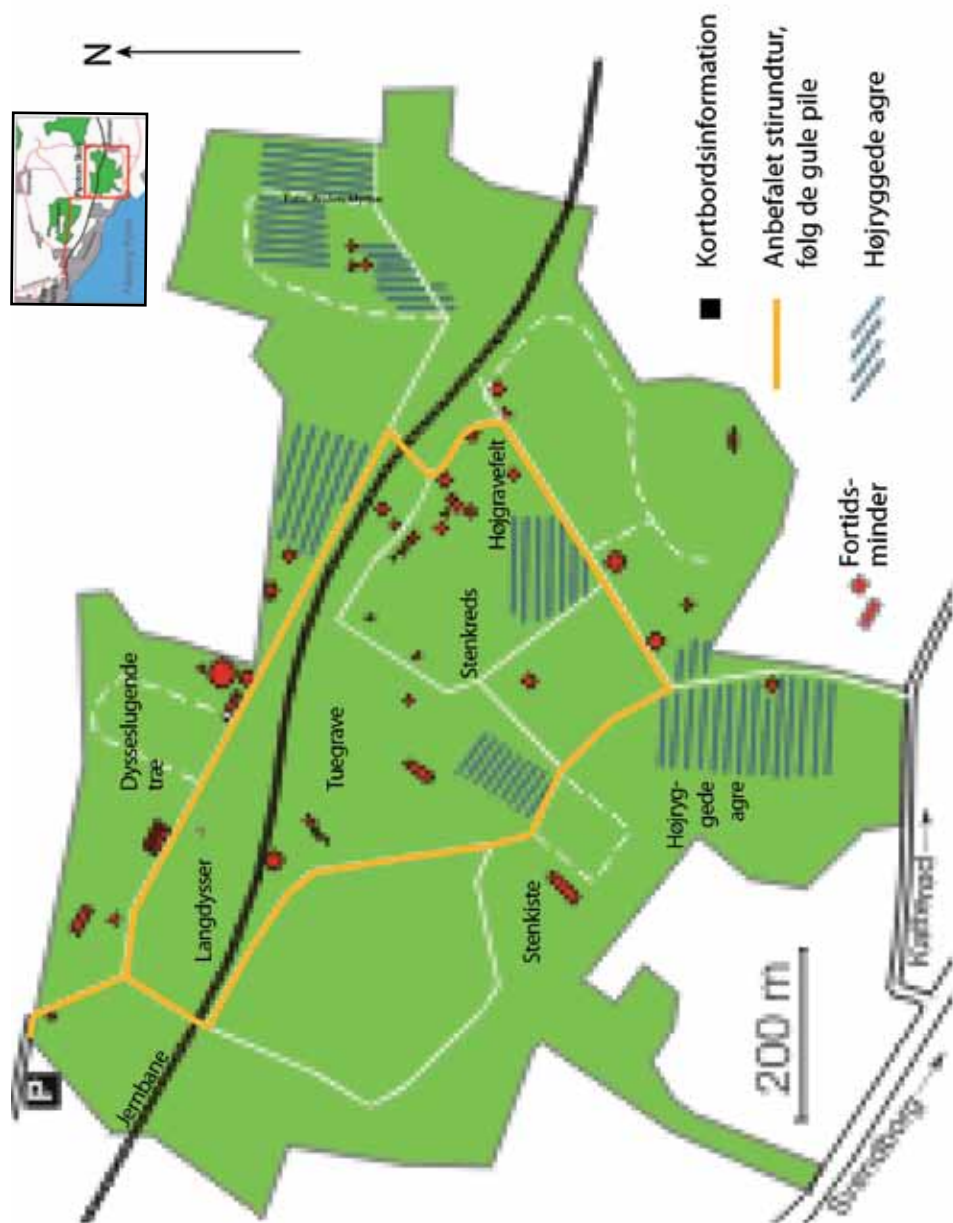 N
P
Jernbane
Langdysser
Dysseslugende
træ
Tuegrave
Stenkreds
Højgravefelt
Stenkiste
Højryg-
gede
agre
200 m
Svendborg
Kortbordsinformation
Anbefalet stirundtur,
følg de gule pile
Højryggede agre
Fortids-
minder